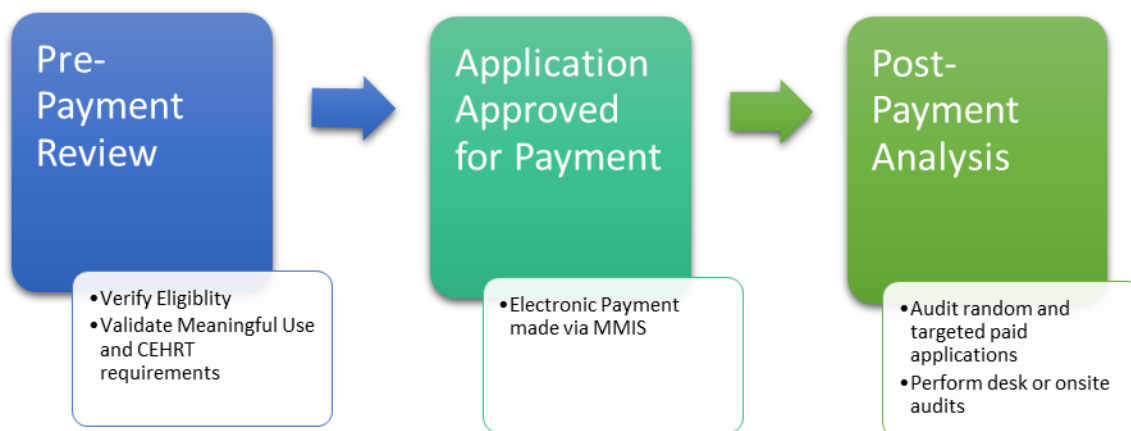 Pre-
Payment
Review
•Verify Eligiblity
•Validate Meaningful Use
and CEHRT
requirements
Application
Approved
for Payment
•Electronic Payment
made via MMIS
Post-
Payment
Analysis
•Audit random and
targeted paid
applications
•Perform desk or onsite
audits